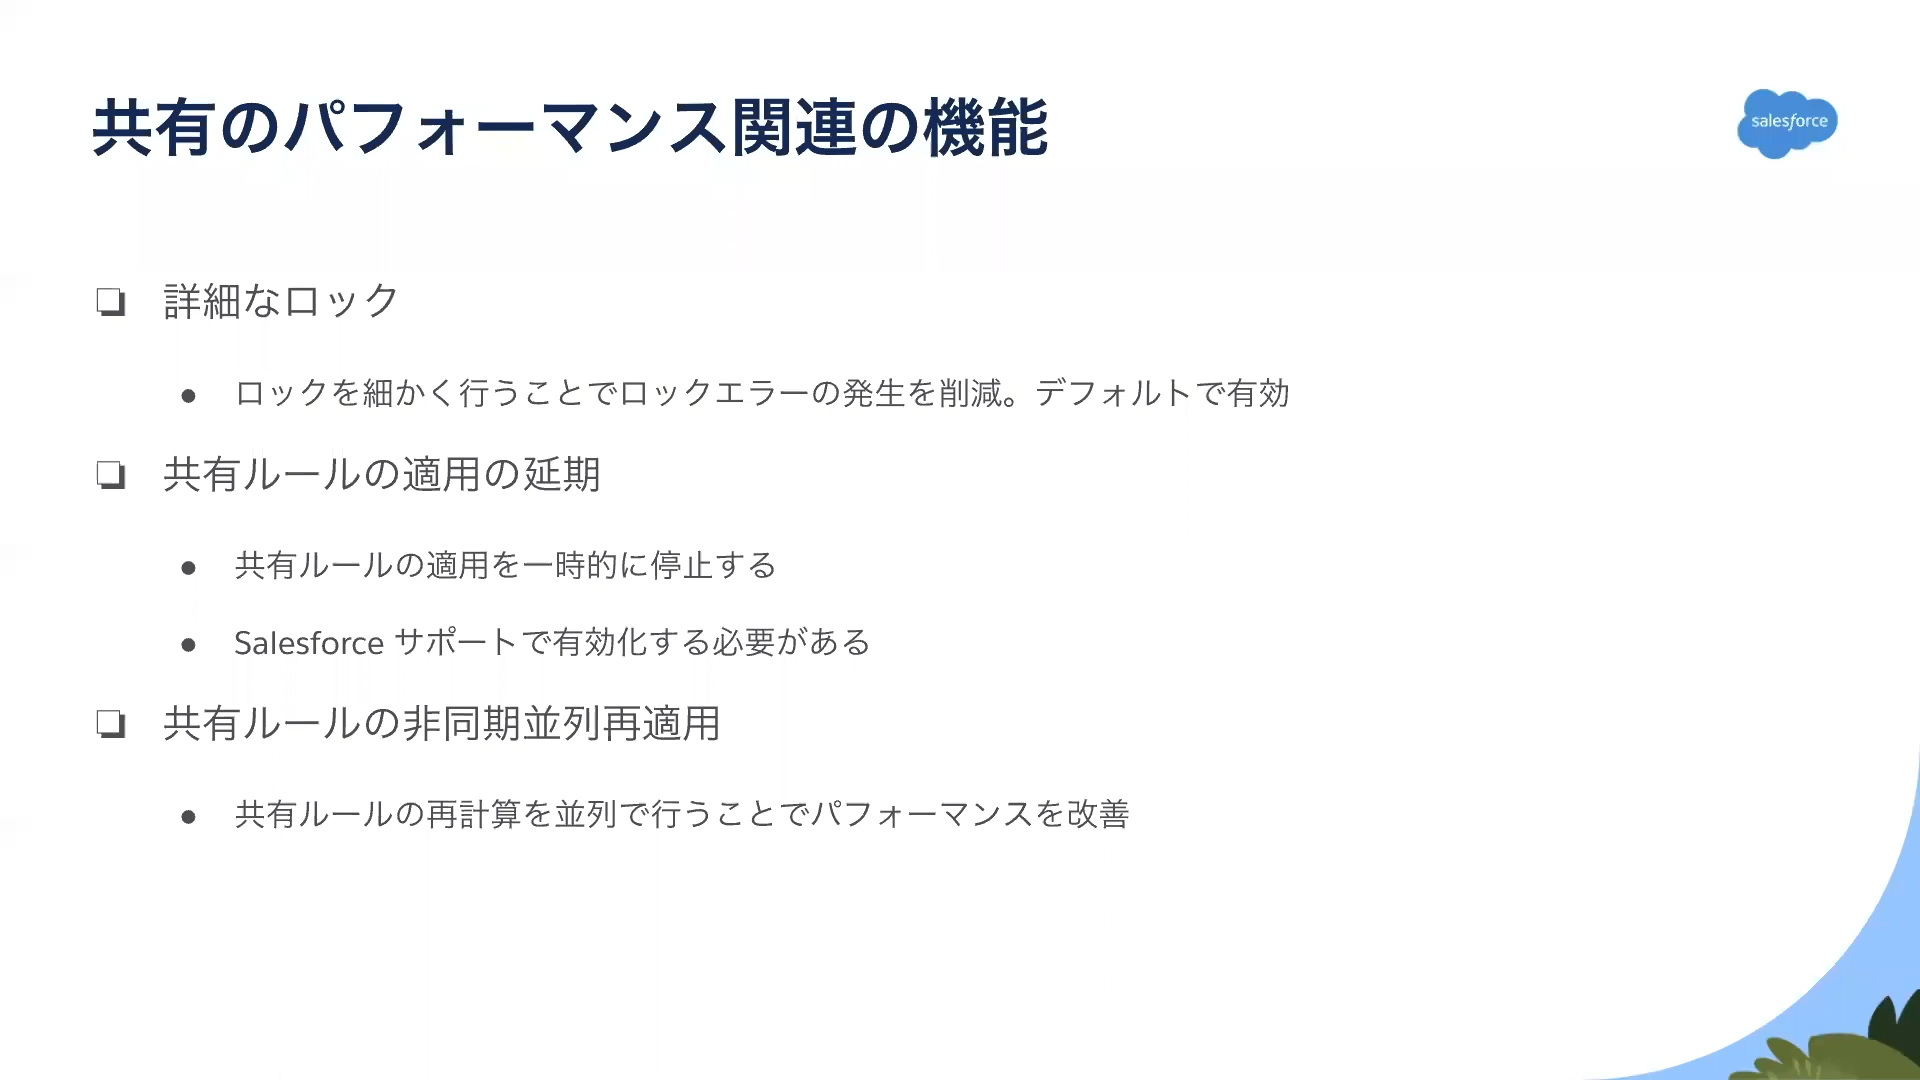 共有のパフォーマンス関連の機能
salesforce
❏ 詳細なロック
● ロックを細かく行うことでロックエラーの発生を削減。デフォルトで有効
❏ 共有ルールの適用の延期
● 共有ルールの適用を一時的に停止する
● Salesforce サポートで有効化する必要がある
❏ 共有ルールの非同期並列再適用
● 共有ルールの再計算を並列で行うことでパフォーマンスを改善